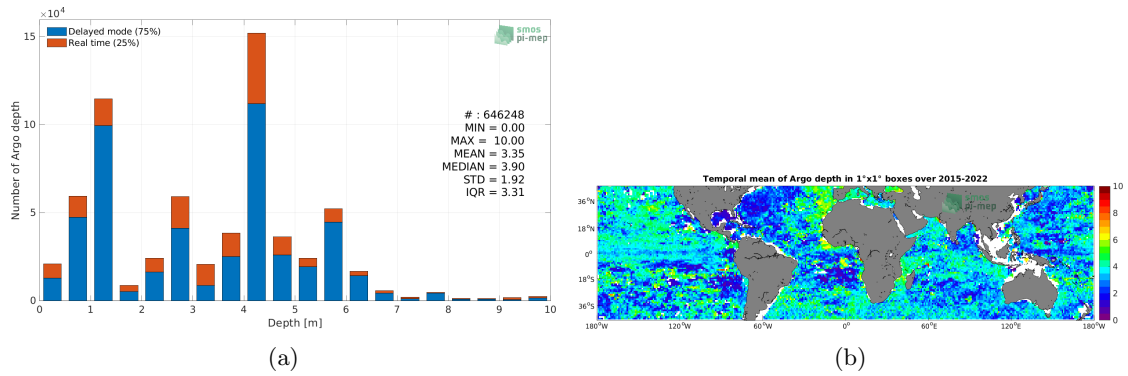 ×10⁴
Delayed mode (75%)
Real time (25%)
smos
pi-mep
15
10
5
0
Number of Argo depth
# : 646248
MIN = 0.00
MAX = 10.00
MEAN = 3.35
MEDIAN = 3.90
STD = 1.92
IQR = 3.31
0 1 2 3 4 5 6 7 8 9 10
Depth [m]
(a)
Temporal mean of Argo depth in 1°x1° boxes over 2015-2022
smos
pi-mep
36°N
18°N
0°
18°S
36°S
180°W 120°W 60°W 0° 60°E 120°E 180°W
10
8
6
4
2
0
(b)